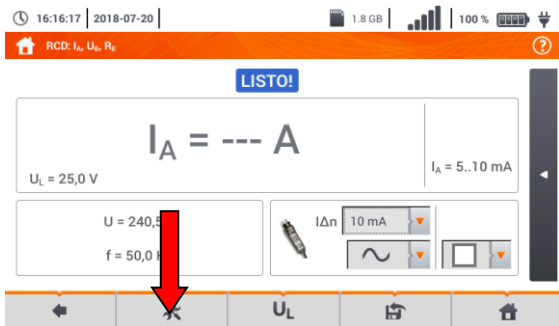 16:16:17 2018-07-20 1.8 GB 100 %
RCD: IA, UB, RE
LISTO!
IA = --- A
UL = 25,0 V
IA = 5..10 mA
U = 240,5
f = 50,0
IΔn 10 mA
UL